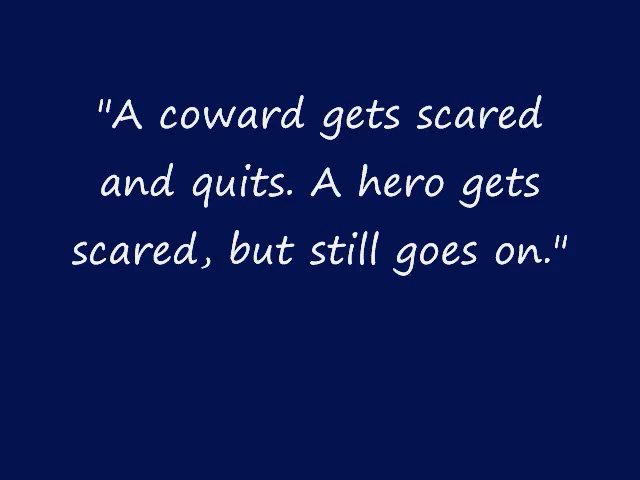 "A coward gets scared
and quits. A hero gets
scared, but still goes on."